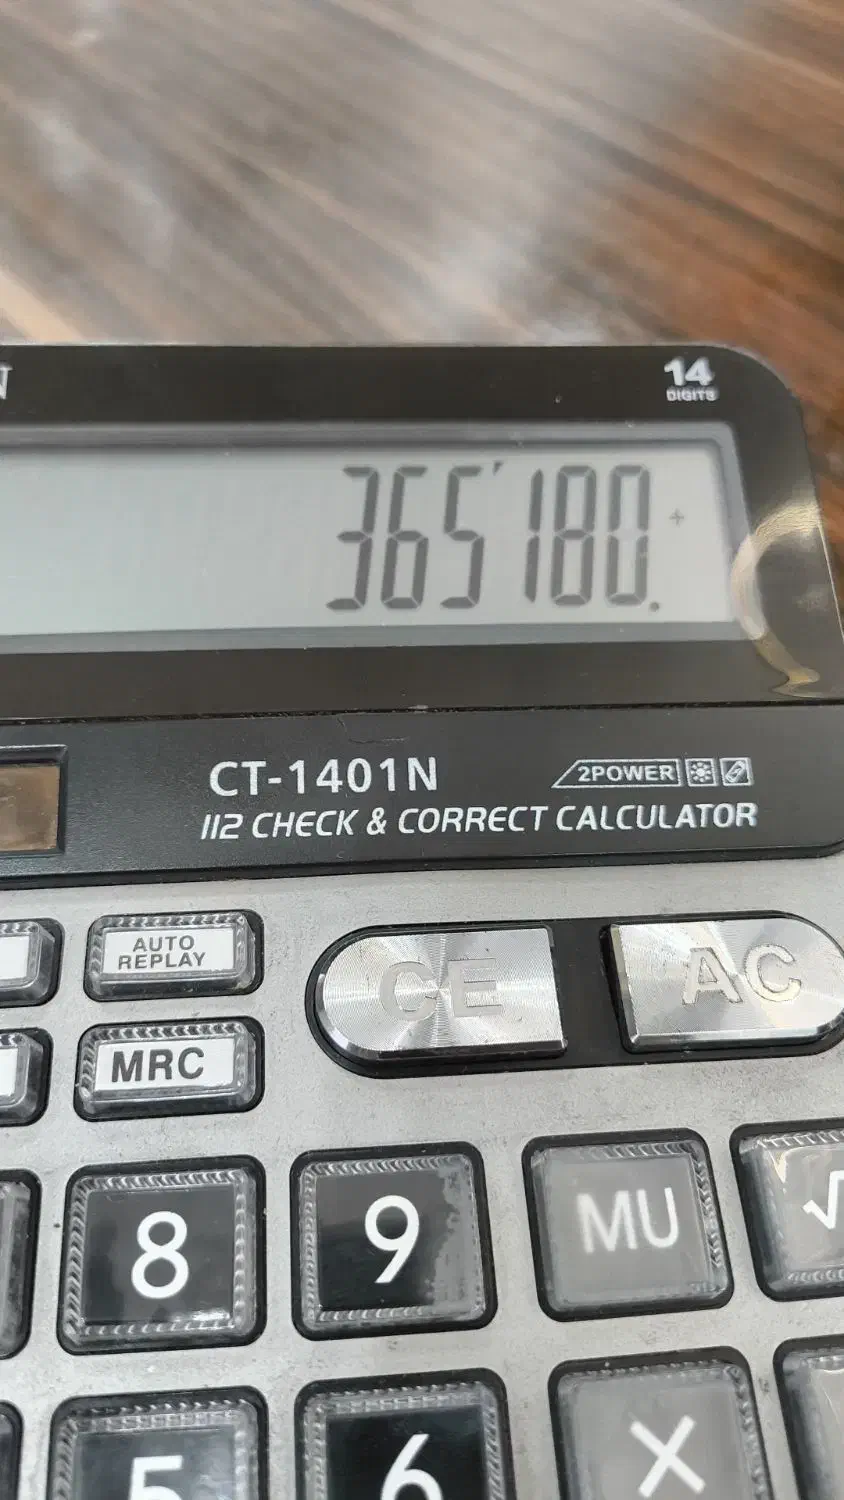 N
14
DIGITS
365'180.
+
CT-1401N
2POWER
112 CHECK & CORRECT CALCULATOR
AUTO
REPLAY
CE
AC
MRC
8
9
MU
√
5
6
X